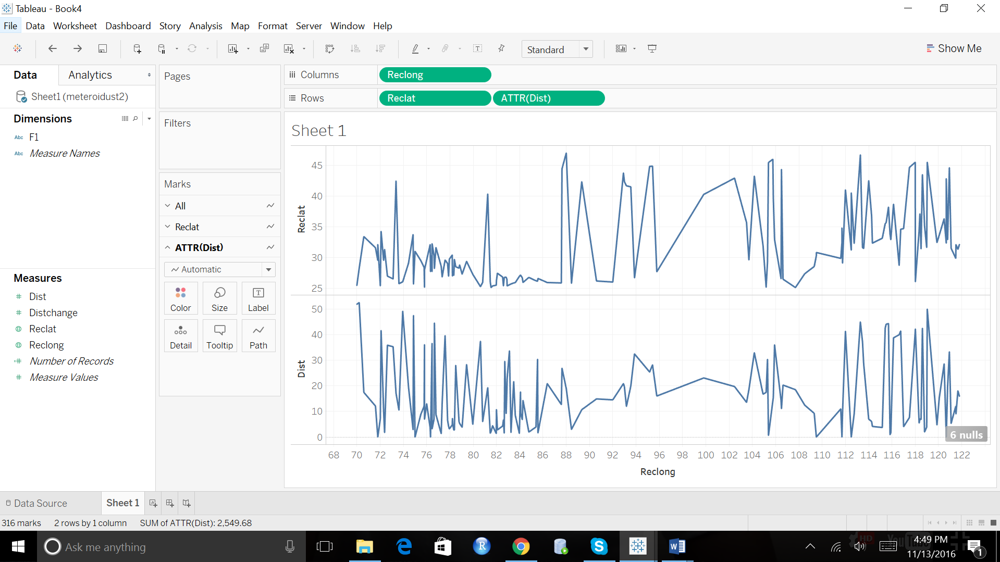 Tableau - Book4
File Data Worksheet Dashboard Story Analysis Map Format Server Window Help
Standard
Show Me
Data Analytics
Sheet1 (meteroidust2)
Dimensions
Abc F1
Abc Measure Names
Measures
Dist
Distchange
Reclat
Reclong
Number of Records
Measure Values
Pages
Filters
Marks
All
Reclat
ATTR(Dist)
Automatic
Color Size Label
Detail Tooltip Path
Columns Reclong
Rows Reclat ATTR(Dist)
Sheet 1
Reclat
45
40
35
30
25
Dist
50
40
30
20
10
0
6 nulls
68 70 72 74 76 78 80 82 84 86 88 90 92 94 96 98 100 102 104 106 108 110 112 114 116 118 120 122
Reclong
Data Source Sheet 1
316 marks 2 rows by 1 column SUM of ATTR(Dist): 2,549.68
Ask me anything
HD
YouTube
4:49 PM
11/13/2016
1